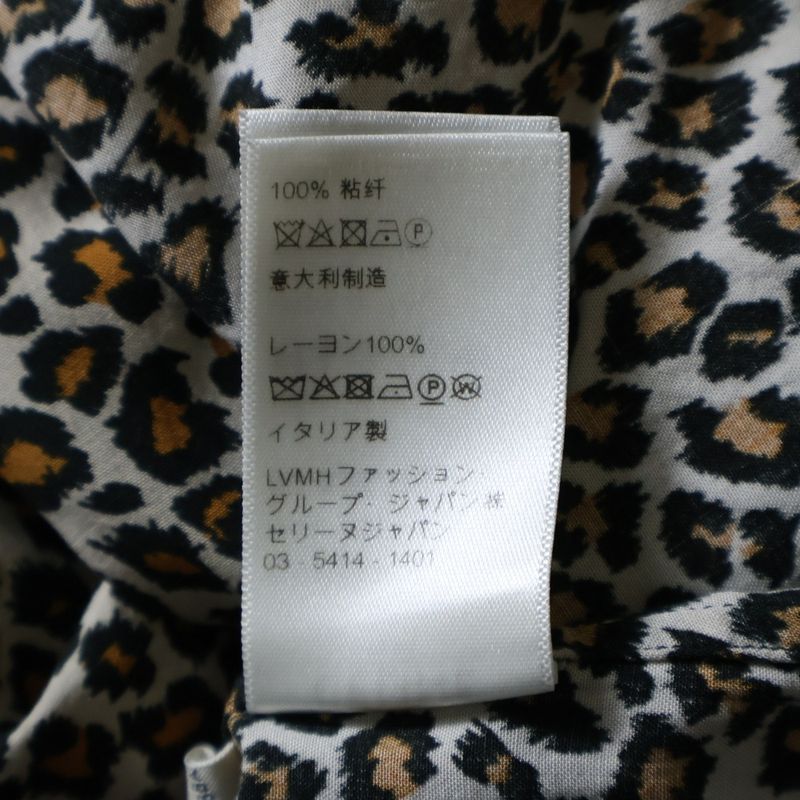 100% 粘纤
P
意大利制造
レーヨン100%
P W
イタリア製
LVMHファッション・
グループ・ジャパン・株
セリーヌジャパン
03 - 5414 - 1401